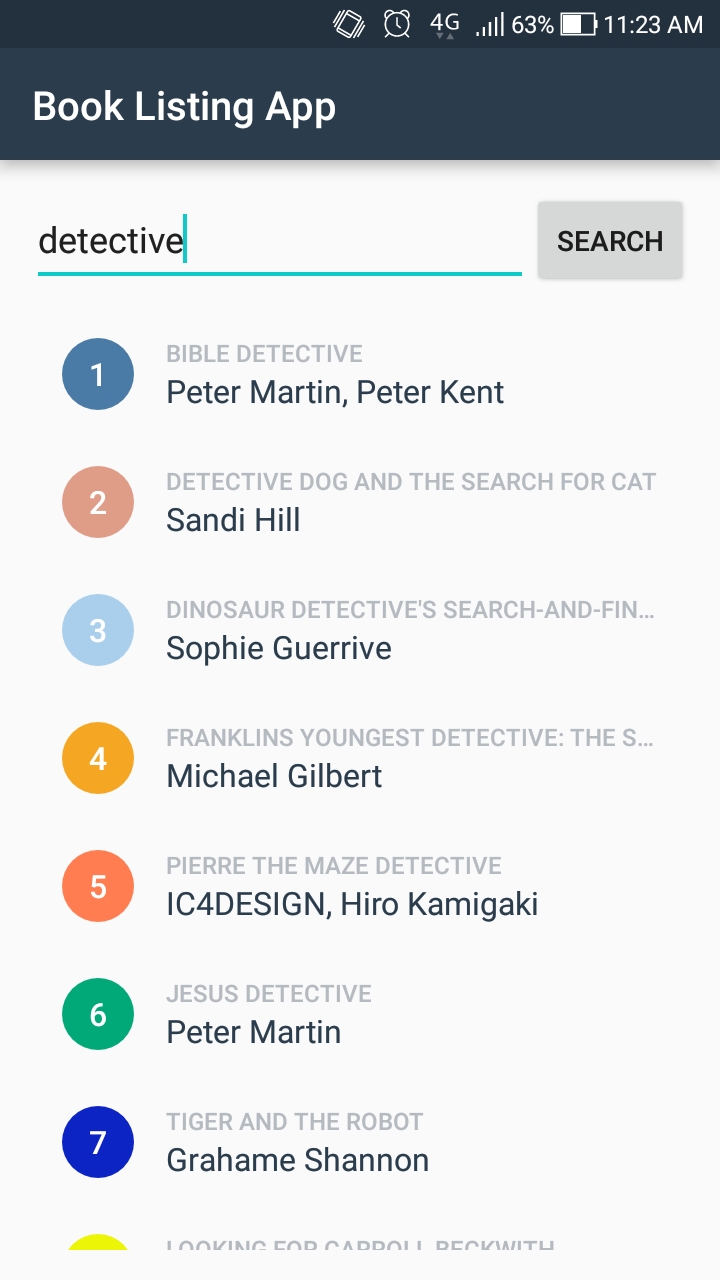 4G 63% 11:23 AM
Book Listing App
detective SEARCH
1 BIBLE DETECTIVE
Peter Martin, Peter Kent
2 DETECTIVE DOG AND THE SEARCH FOR CAT
Sandi Hill
3 DINOSAUR DETECTIVE'S SEARCH-AND-FIN...
Sophie Guerrive
4 FRANKLINS YOUNGEST DETECTIVE: THE S...
Michael Gilbert
5 PIERRE THE MAZE DETECTIVE
IC4DESIGN, Hiro Kamigaki
6 JESUS DETECTIVE
Peter Martin
7 TIGER AND THE ROBOT
Grahame Shannon
LOOKING FOR CARROLL BECKWITH